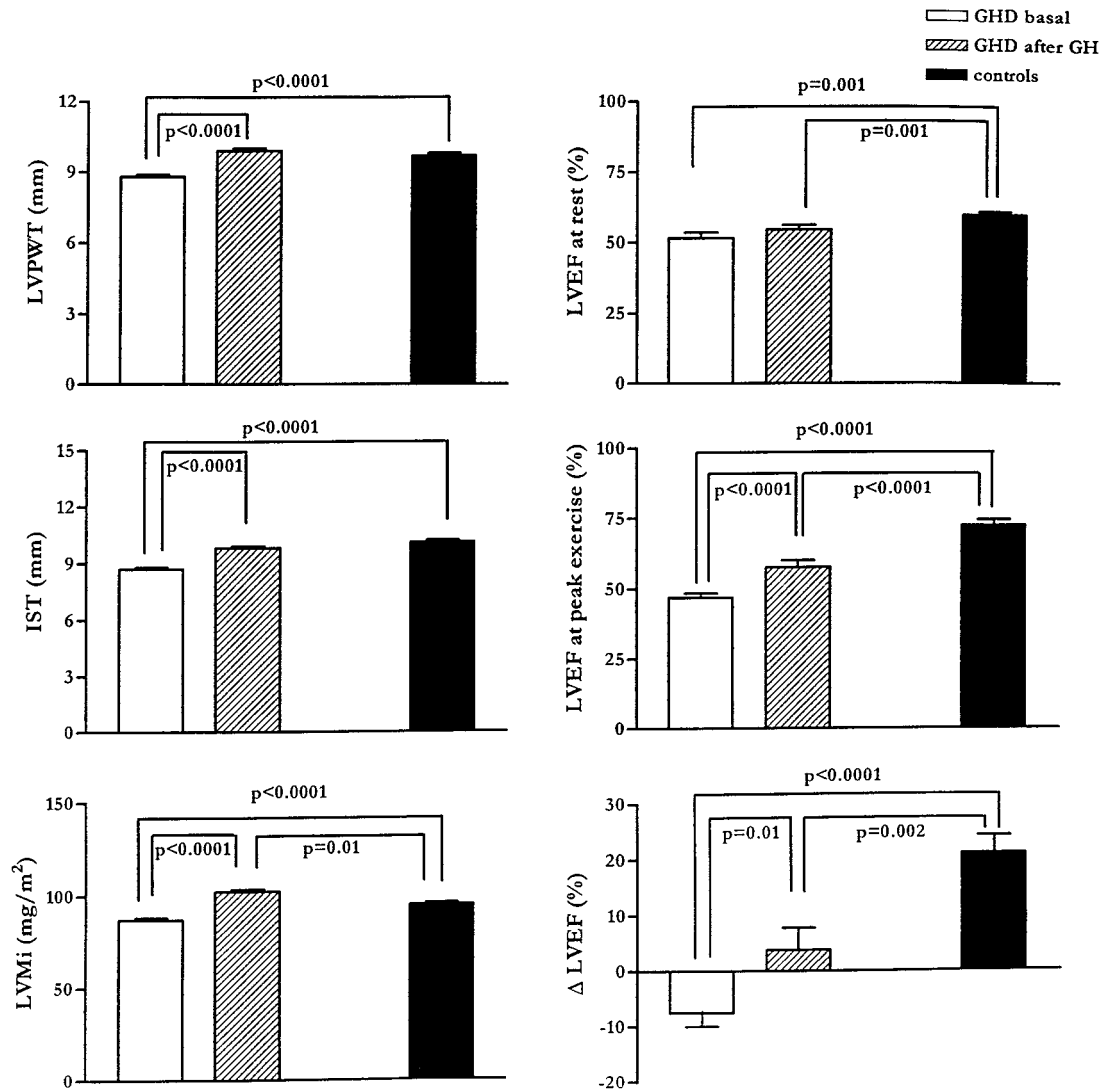 GHD basal
GHD after GH
controls
p<0.0001
p<0.0001
12
9
6
3
0
LVPWT (mm)
p=0.001
p=0.001
100
75
50
25
0
LVEF at rest (%)
p<0.0001
p<0.0001
15
12
9
6
3
0
IST (mm)
p<0.0001
p<0.0001
p<0.0001
100
75
50
25
0
LVEF at peak exercise (%)
p<0.0001
p<0.0001
p=0.01
150
100
50
0
LVMi (mg/m²)
p<0.0001
p=0.01
p=0.002
30
20
10
0
-10
-20
Δ LVEF (%)